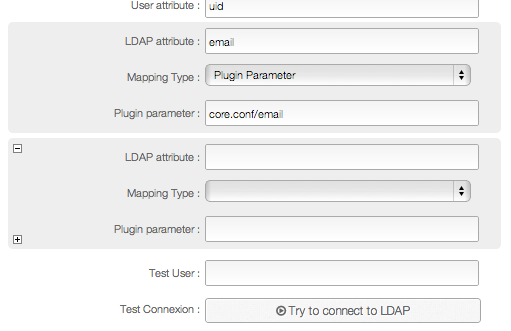 User attribute : uid
LDAP attribute : email
Mapping Type : Plugin Parameter
Plugin parameter : core.conf/email
LDAP attribute :
Mapping Type :
Plugin parameter :
Test User :
Test Connexion : Try to connect to LDAP